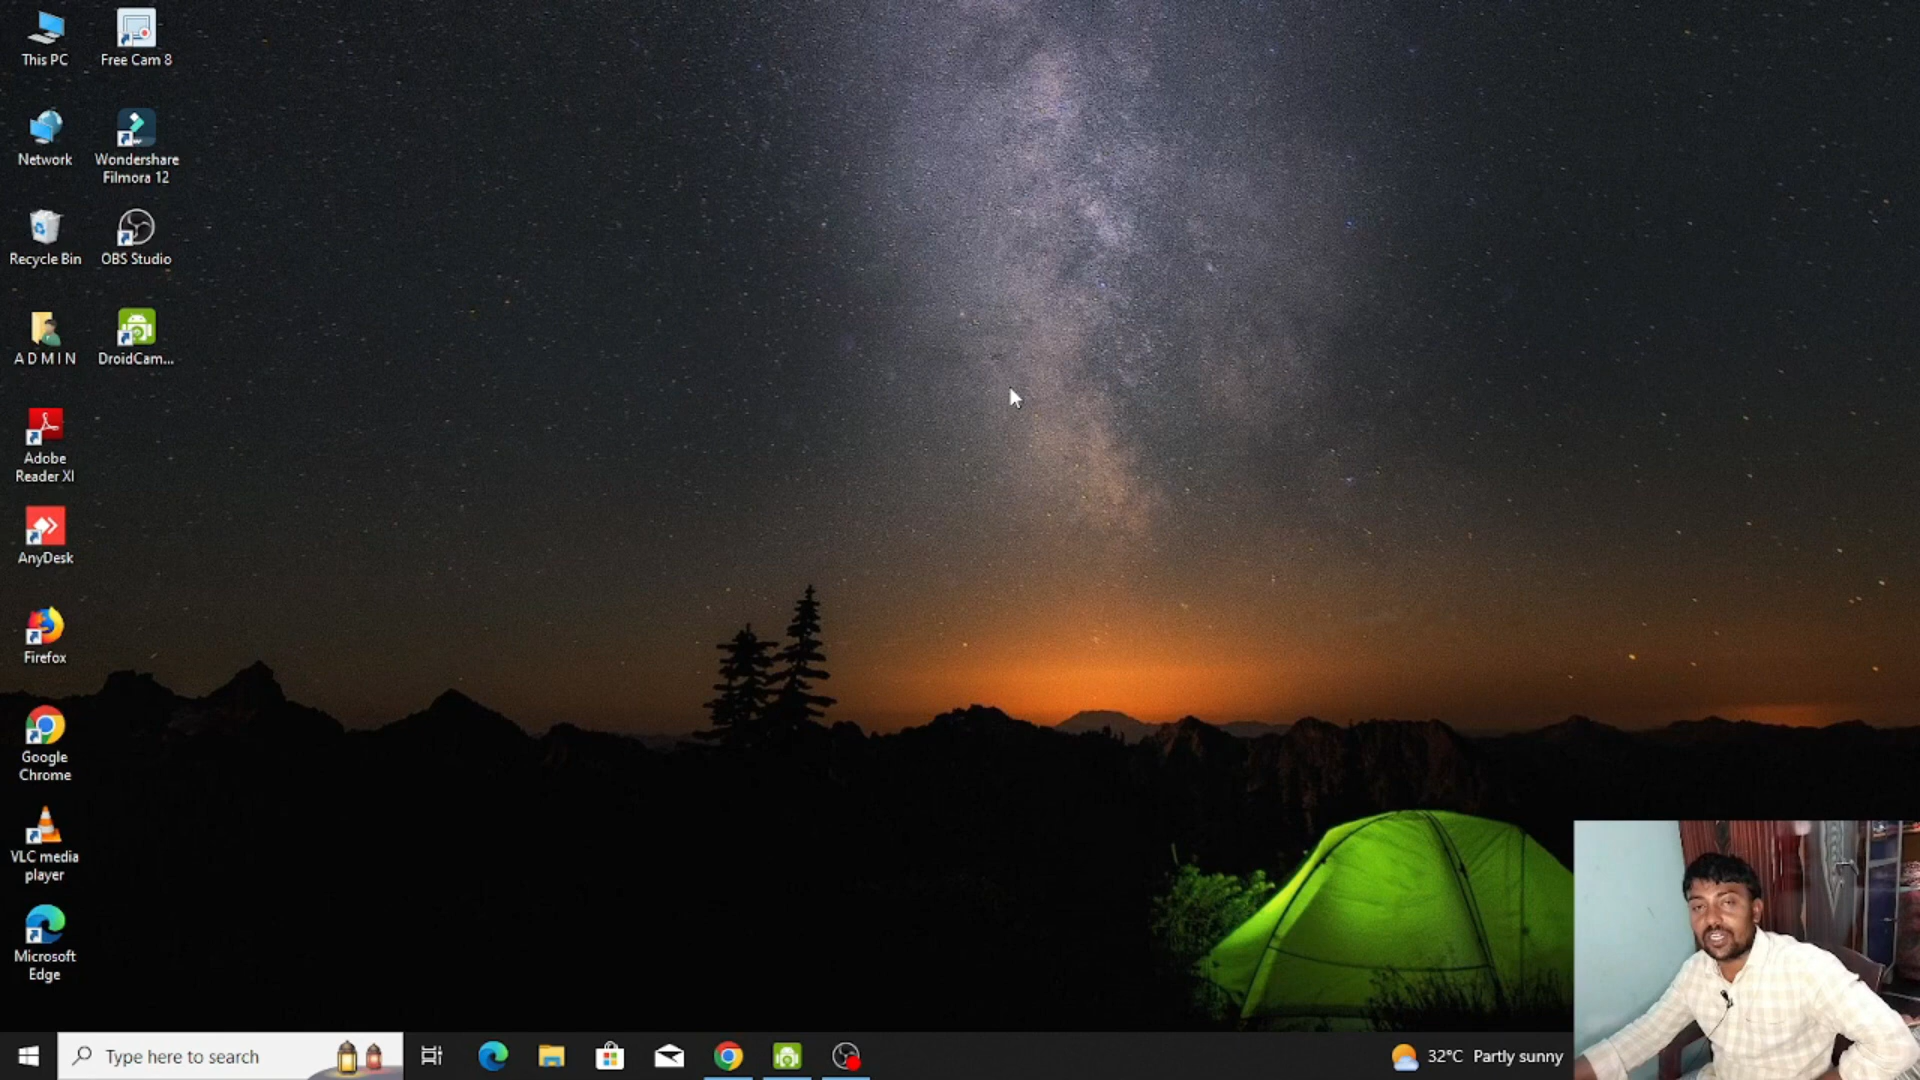 This PC
Free Cam 8
Network
Wondershare
Filmora 12
Recycle Bin
OBS Studio
A D M I N
DroidCam...
Adobe
Reader XI
AnyDesk
Firefox
Google
Chrome
VLC media
player
Microsoft
Edge
Type here to search
32°C Partly sunny